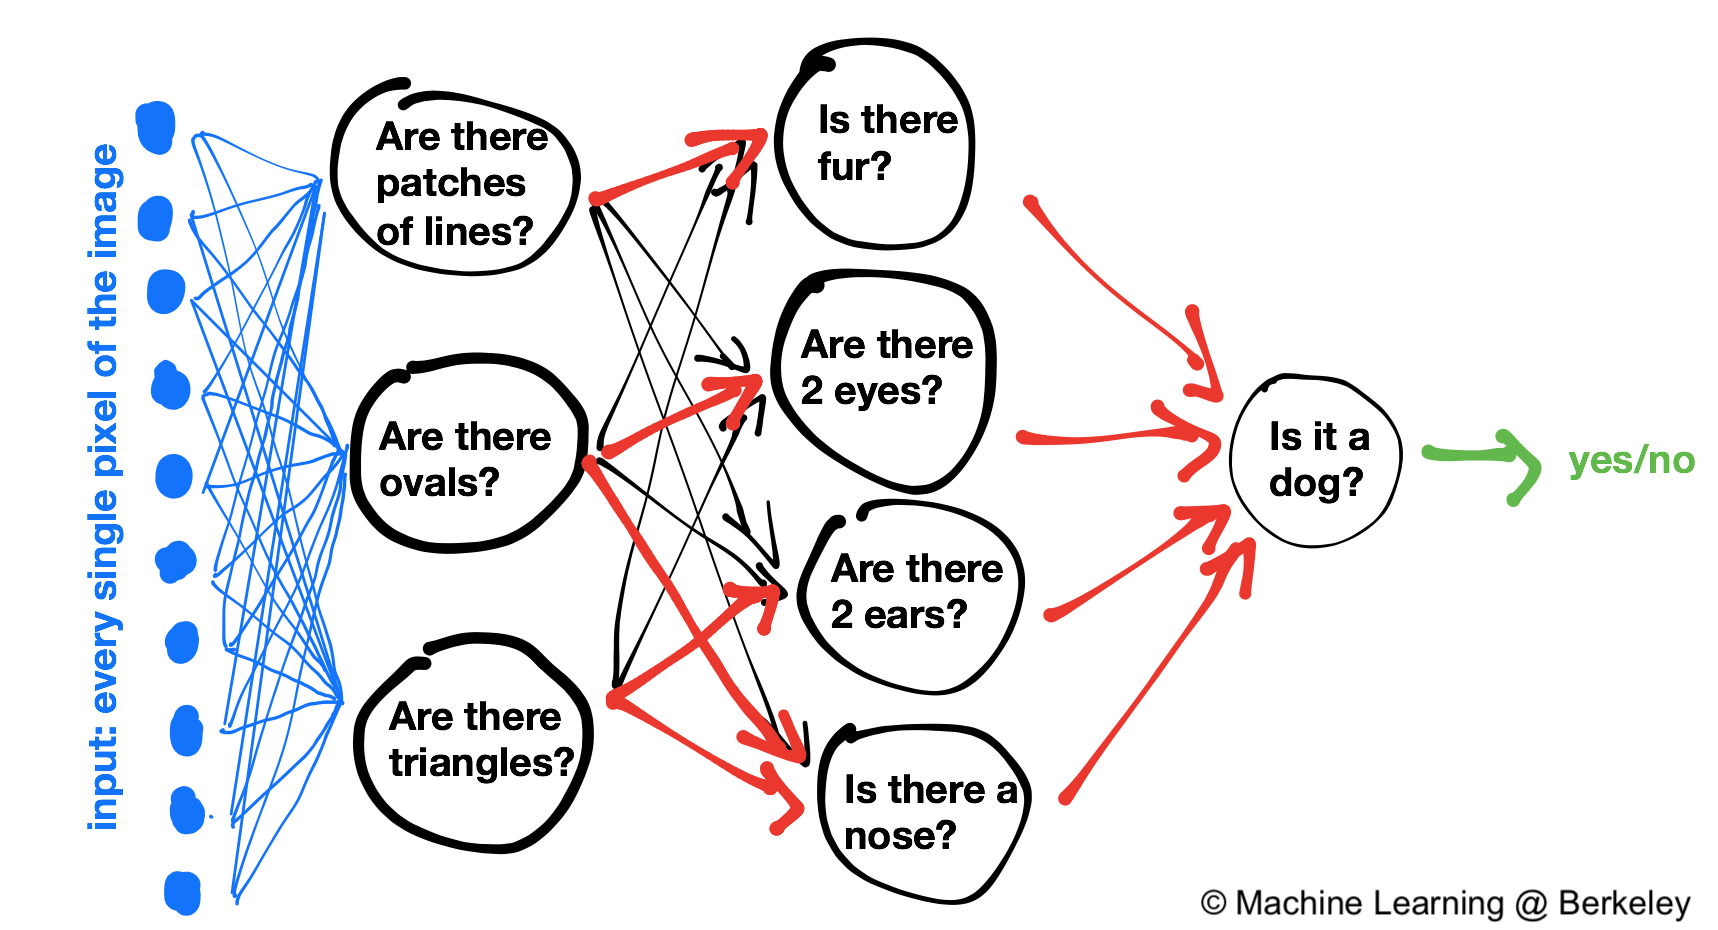 input: every single pixel of the image
Are there
patches
of lines?
Are there
ovals?
Are there
triangles?
Is there
fur?
Are there
2 eyes?
Are there
2 ears?
Is there a
nose?
Is it a
dog?
yes/no
© Machine Learning @ Berkeley